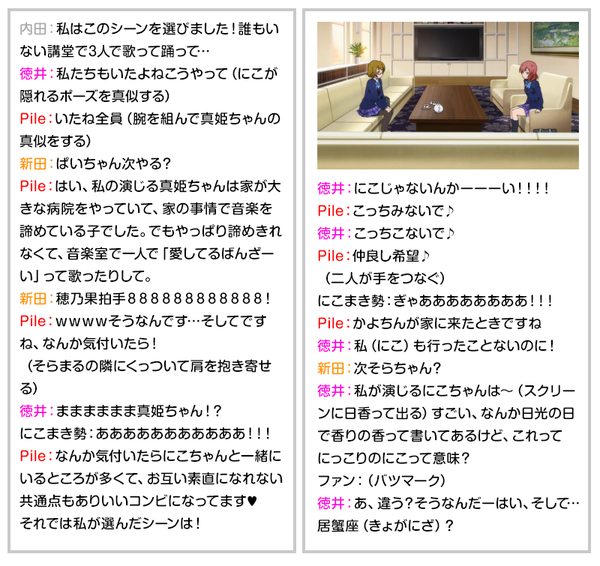 内田：私はこのシーンを選びました！誰もい
ない講堂で3人で歌って踊って…
徳井：私たちもいたよねこうやって（にこが
隠れるポーズを真似する）
Pile：いたね全員（腕を組んで真姫ちゃんの
真似をする）
新田：ぱいちゃん次やる？
Pile：はい、私の演じる真姫ちゃんは家が大
きな病院をやっていて、家の事情で音楽を
諦めている子でした。でもやっぱり諦めきれ
なくて、音楽室で一人で「愛してるばんざー
い」って歌ったりして。
新田：穂乃果拍手８８８８８８８８８８８８！
Pile：ｗｗｗｗそうなんです…そしてです
ね、なんか気付いたら！
（そらまるの隣にくっついて肩を抱き寄せ
る）
徳井：まままままま真姫ちゃん！？
にこまき勢：あああああああああああ！！！
Pile：なんか気付いたらにこちゃんと一緒に
いるところが多くて、お互い素直になれない
共通点もありいいコンビになってます♥
それでは私が選んだシーンは！
徳井：にこじゃないんかーーーい！！！！
Pile：こっちみないで♪
徳井：こっちこないで♪
Pile：仲良し希望♪
（二人が手をつなぐ）
にこまき勢：ぎゃああああああああ！！！
Pile：かよちんが家に来たときですね
徳井：私（にこ）も行ったことないのに！
新田：次そらちゃん？
徳井：私が演じるにこちゃんは〜（スクリー
ンに日香って出る）すごい、なんか日光の日
で香りの香って書いてあるけど、これって
にっこりのにこって意味？
ファン：（バツマーク）
徳井：あ、違う？そうなんだーはい、そして…
居蟹座（きょがにざ）？